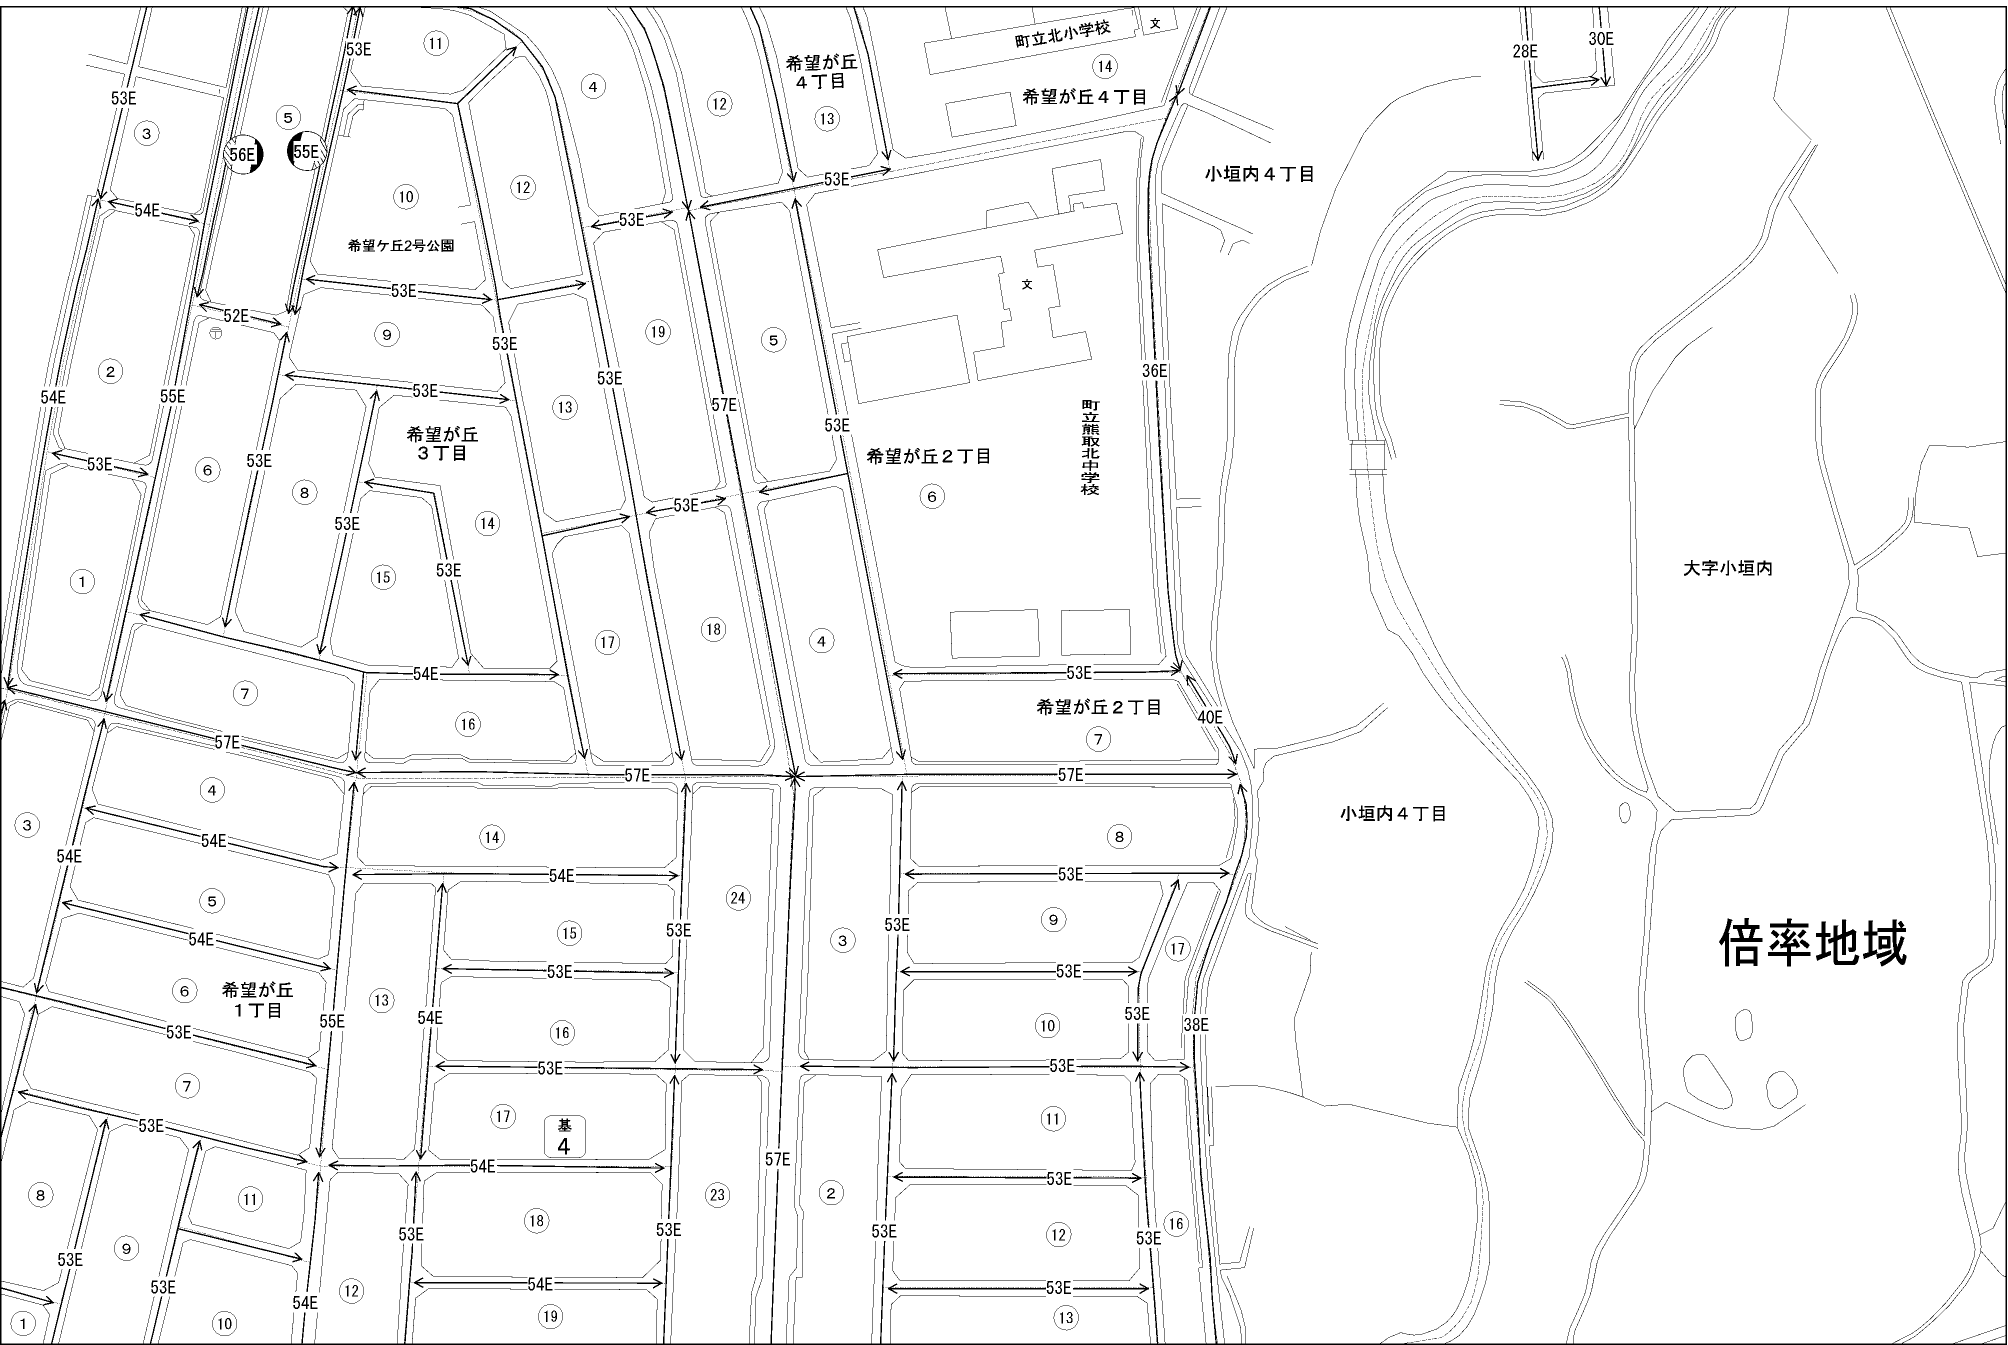 53E
⑪
④
希望が丘
4丁目
⑫
⑬
町立北小学校
文
⑭
希望が丘4丁目
28E
30E
53E
③
⑤
56E
55E
54E
⑩
⑫
希望ケ丘2号公園
53E
53E
小垣内4丁目
52E
53E
⑨
53E
⑲
⑤
文
②
54E
55E
53E
53E
57E
36E
⑬
希望が丘
3丁目
53E
町立熊取北中学校
希望が丘2丁目
⑥
53E
⑥
53E
⑧
53E
⑭
53E
①
⑮
53E
大字小垣内
⑰
⑱
④
54E
53E
⑦
⑯
希望が丘2丁目
40E
⑦
57E
57E
57E
④
③
54E
54E
⑭
⑧
小垣内4丁目
54E
53E
⑤
54E
㉔
⑮
53E
③
53E
⑨
⑰
倍率地域
53E
53E
⑥
希望が丘
1丁目
⑬
55E
54E
⑯
⑩
53E
38E
53E
53E
53E
⑦
⑰
基
4
⑪
53E
54E
57E
53E
⑧
⑪
⑱
㉓
②
⑯
⑨
53E
53E
53E
53E
⑫
53E
53E
54E
⑫
54E
53E
①
⑩
⑲
⑬